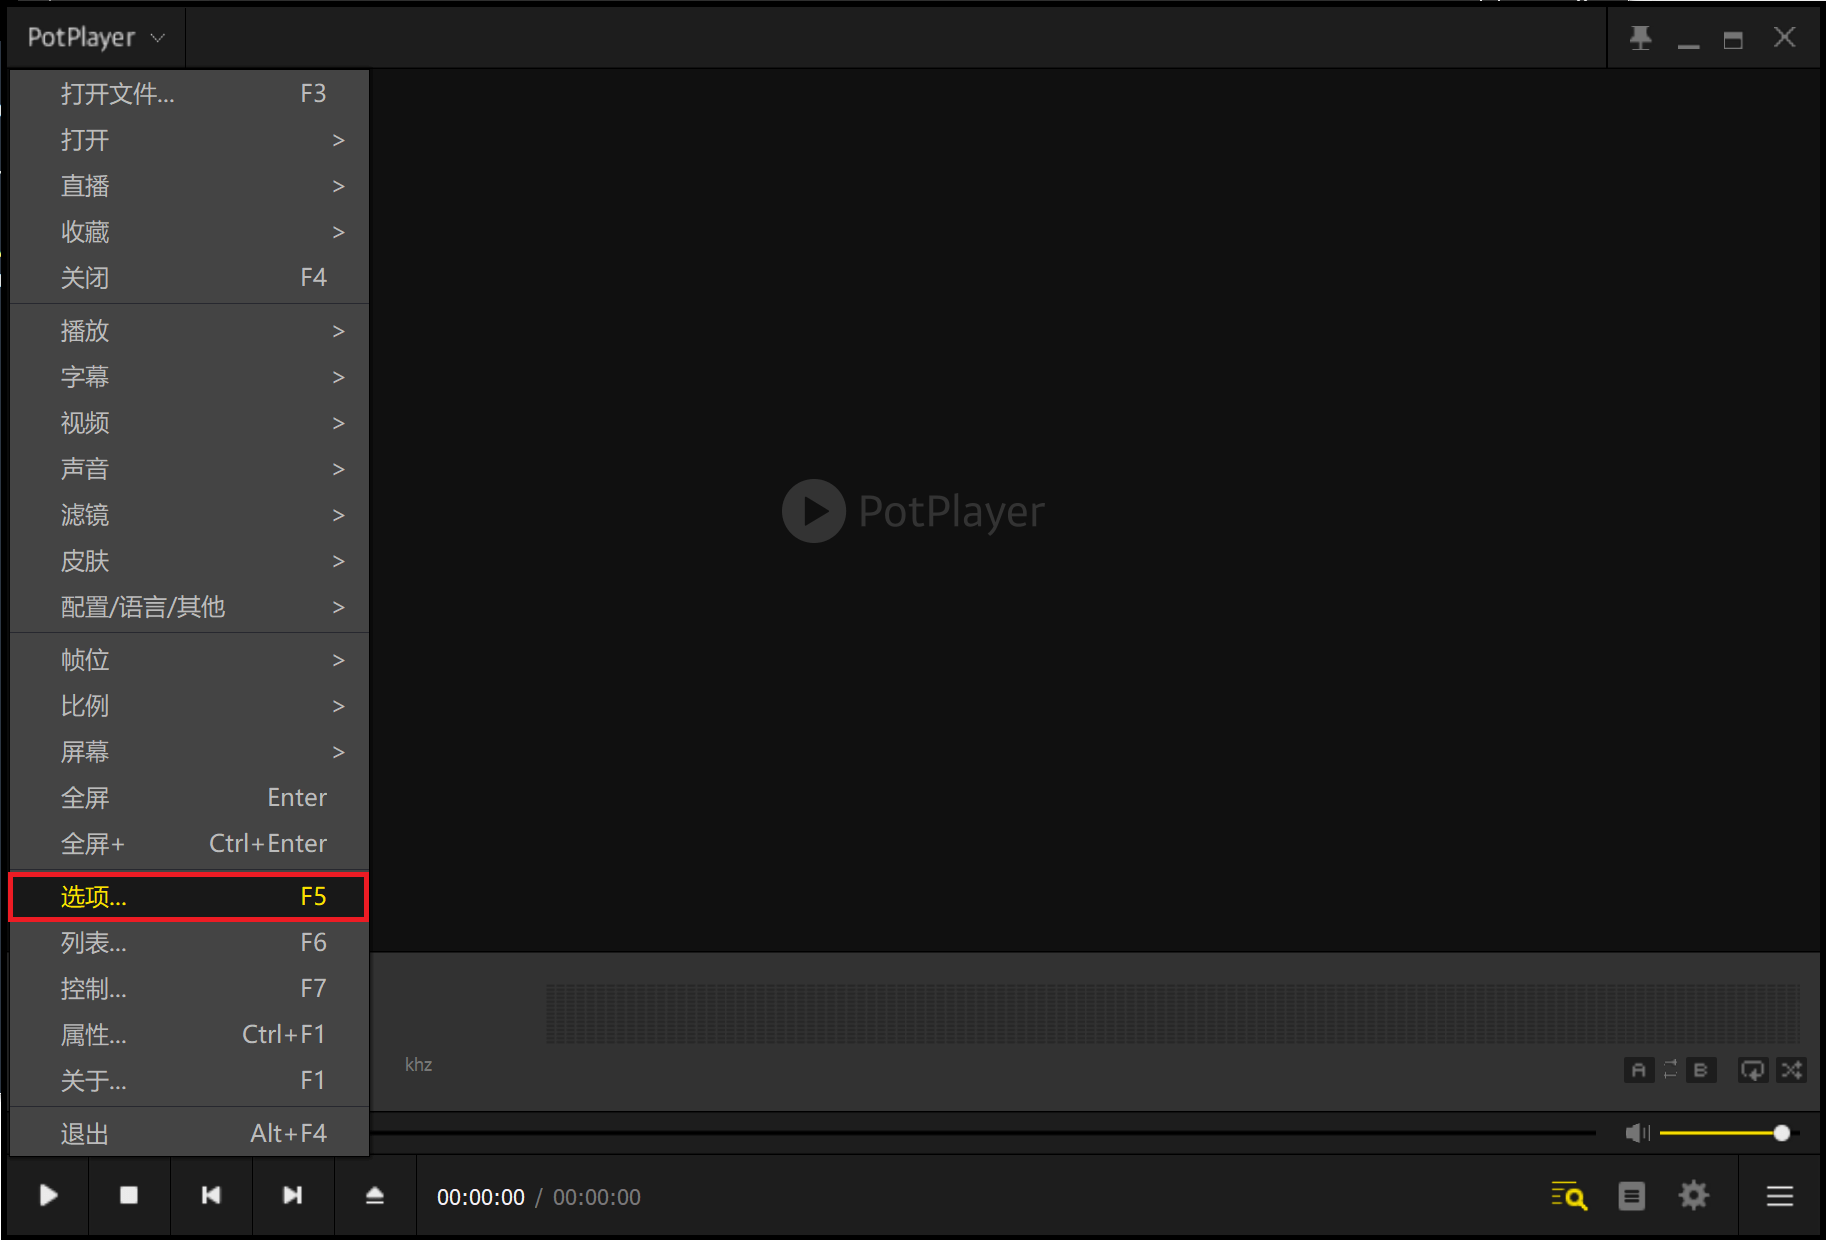 PotPlayer
打开文件... F3
打开 >
直播 >
收藏 >
关闭 F4
播放 >
字幕 >
视频 >
声音 >
滤镜 >
皮肤 >
配置/语言/其他 >
帧位 >
比例 >
屏幕 >
全屏 Enter
全屏+ Ctrl+Enter
选项... F5
列表... F6
控制... F7
属性... Ctrl+F1
关于... F1
退出 Alt+F4
PotPlayer
khz
A B
00:00:00 / 00:00:00